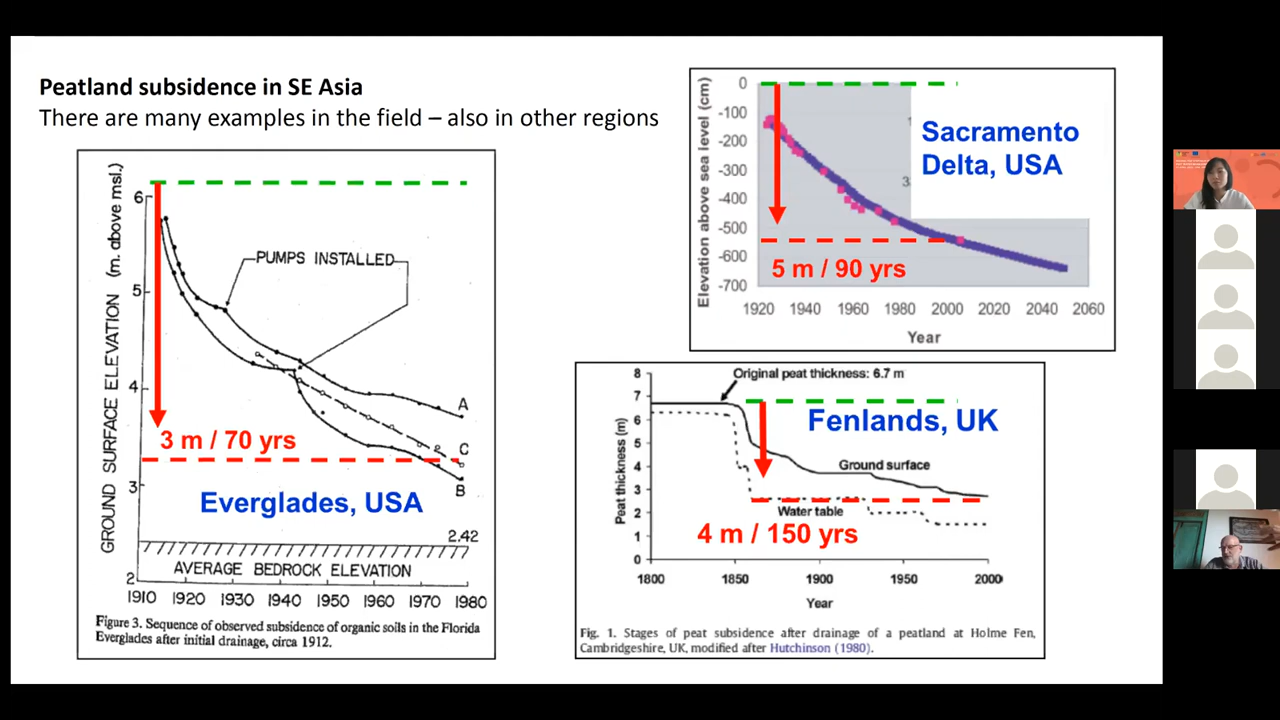 Peatland subsidence in SE Asia
There are many examples in the field – also in other regions
GROUND SURFACE ELEVATION (m. above msl.)
6
5
4
3
2
PUMPS INSTALLED
A
C
B
3 m / 70 yrs
Everglades, USA
2.42
AVERAGE BEDROCK ELEVATION
1910 1920 1930 1940 1950 1960 1970 1980
Figure 3. Sequence of observed subsidence of organic soils in the Florida
Everglades after initial drainage, circa 1912.
Elevation above sea level (cm)
0
-100
-200
-300
-400
-500
-600
-700
Sacramento
Delta, USA
5 m / 90 yrs
1920 1940 1960 1980 2000 2020 2040 2060
Year
Peat thickness (m)
8
7
6
5
4
3
2
1
0
Original peat thickness: 6.7 m
Fenlands, UK
Ground surface
Water table
4 m / 150 yrs
1800 1850 1900 1950 2000
Year
Fig. 1. Stages of peat subsidence after drainage of a peatland at Holme Fen,
Cambridgeshire, UK, modified after Hutchinson (1980).